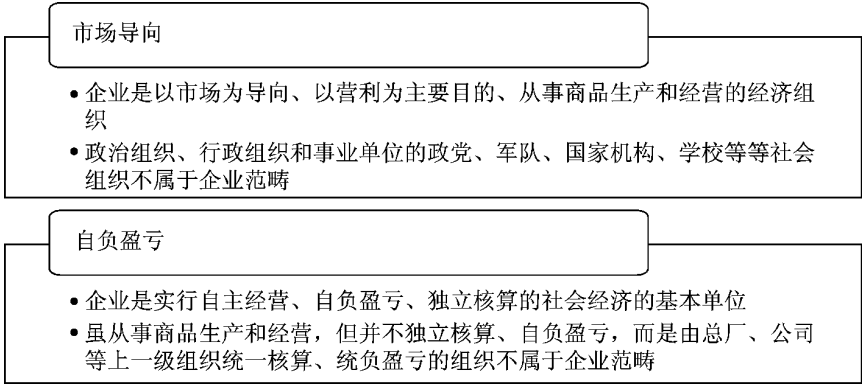 市场导向
• 企业是以市场为导向、以营利为主要目的、从事商品生产和经营的经济组
织
• 政治组织、行政组织和事业单位的政党、军队、国家机构、学校等等社会
组织不属于企业范畴
自负盈亏
• 企业是实行自主经营、自负盈亏、独立核算的社会经济的基本单位
• 虽从事商品生产和经营，但并不独立核算、自负盈亏，而是由总厂、公司
等上一级组织统一核算、统负盈亏的组织不属于企业范畴